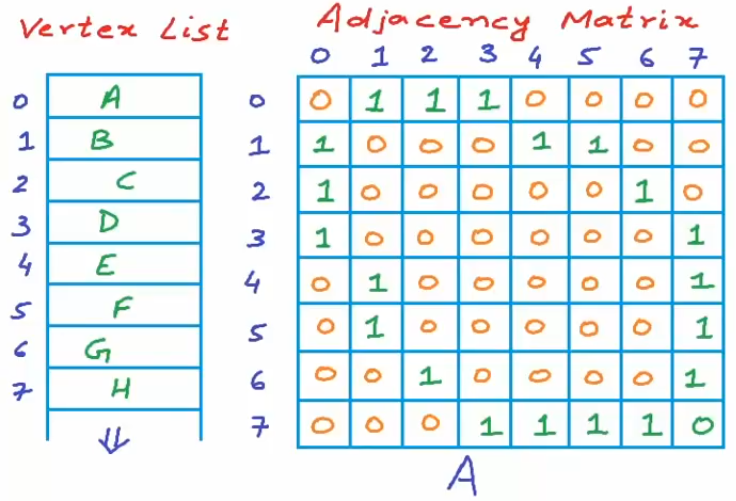 Vertex List
Adjacency Matrix
0 1 2 3 4 5 6 7
0 A
1 B
2 C
3 D
4 E
5 F
6 G
7 H
0 0 1 1 1 0 0 0 0
1 1 0 0 0 1 1 0 0
2 1 0 0 0 0 0 1 0
3 1 0 0 0 0 0 0 1
4 0 1 0 0 0 0 0 1
5 0 1 0 0 0 0 0 1
6 0 0 1 0 0 0 0 1
7 0 0 0 1 1 1 1 0
A